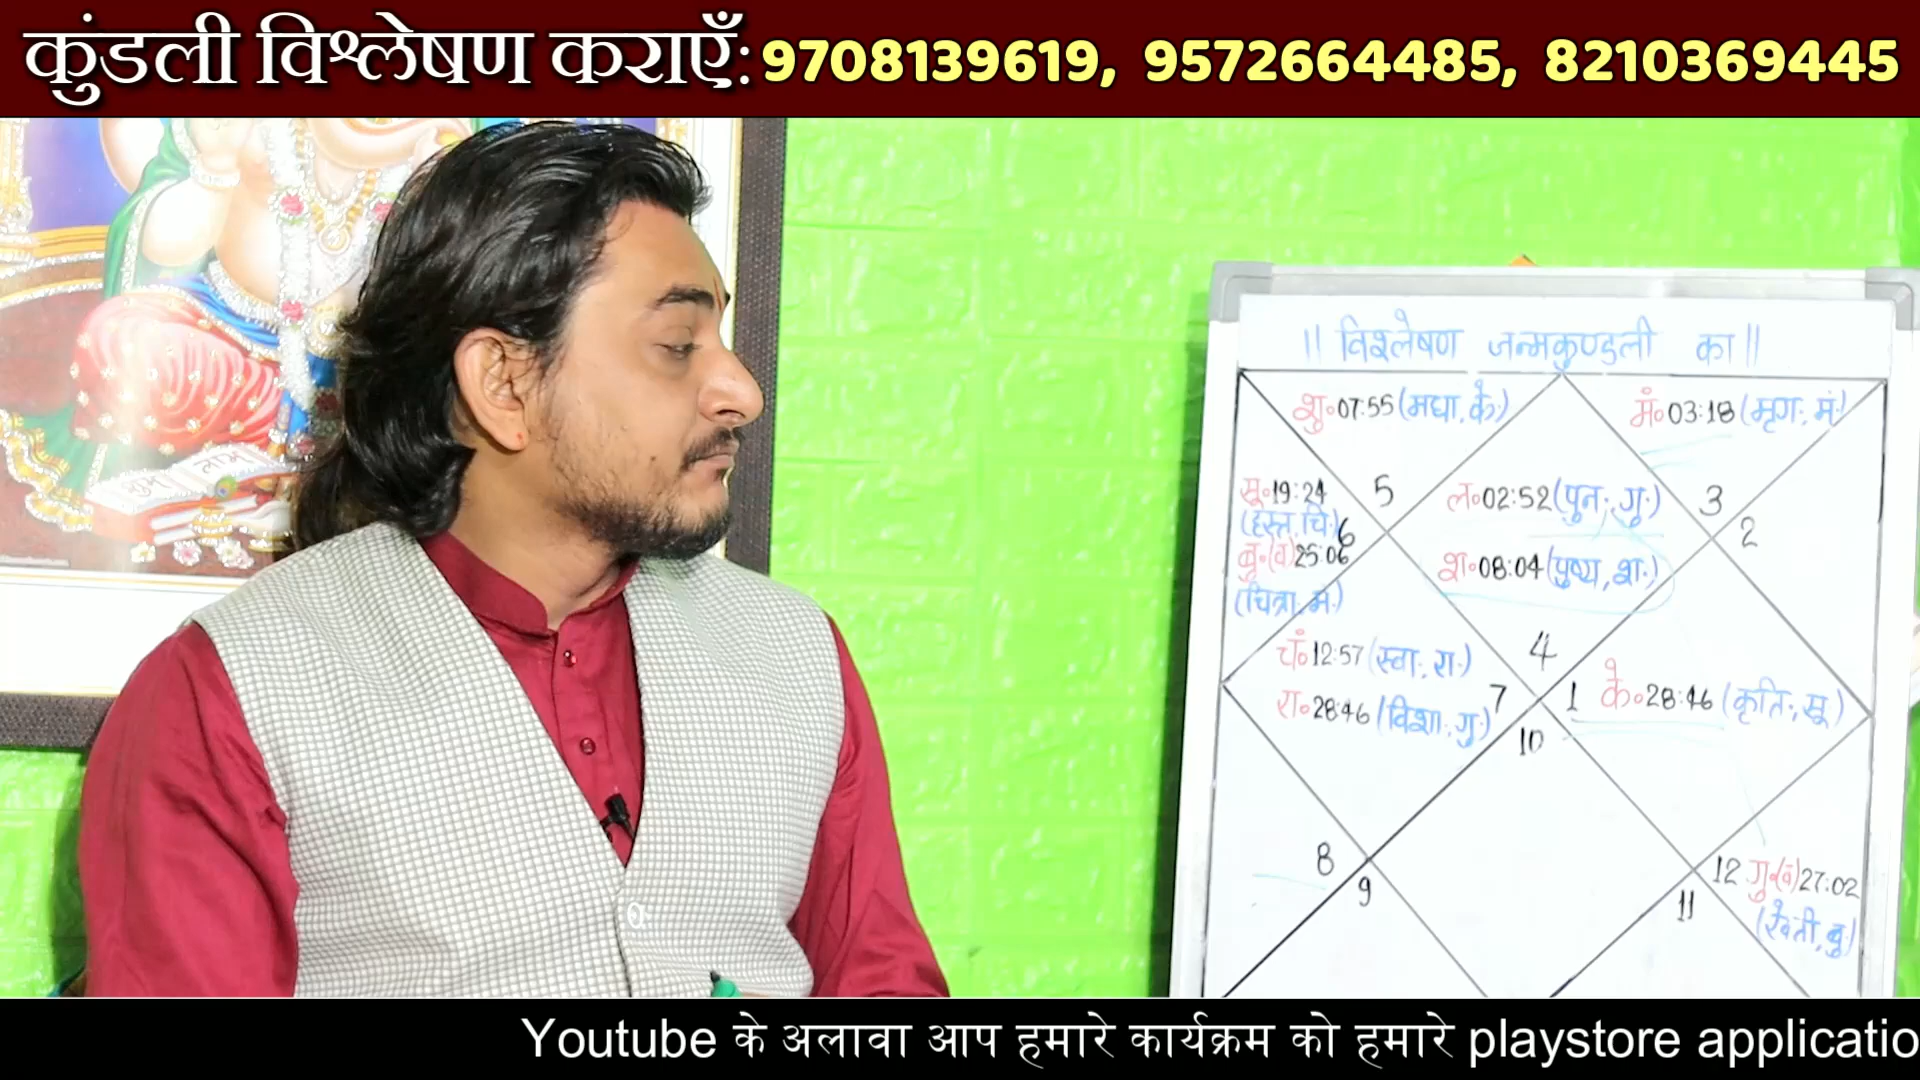 कुंडली विश्लेषण कराएँ: 9708139619, 9572664485, 8210369445
|| विश्लेषण जन्मकुण्डली का ||
शु॰07:55 (मघा, के॰)
मं॰03:18 (मृग॰, मं॰)
सू॰19:24
(हस्त, चं॰)
5
ल॰02:52 (पुन॰, गु॰)
3
2
6
बु॰(व)25:06
(चित्रा, मं॰)
श॰08:04 (पुष्य, श॰)
4
चं॰12:57 (स्वा॰, रा॰)
रा॰28:46 (विशा॰, गु॰)
7
1 के॰28:46 (कृति॰, सू॰)
10
8
9
12 गु॰(व)27:02
(रेवती, बु॰)
11
Youtube के अलावा आप हमारे कार्यक्रम को हमारे playstore applicatio